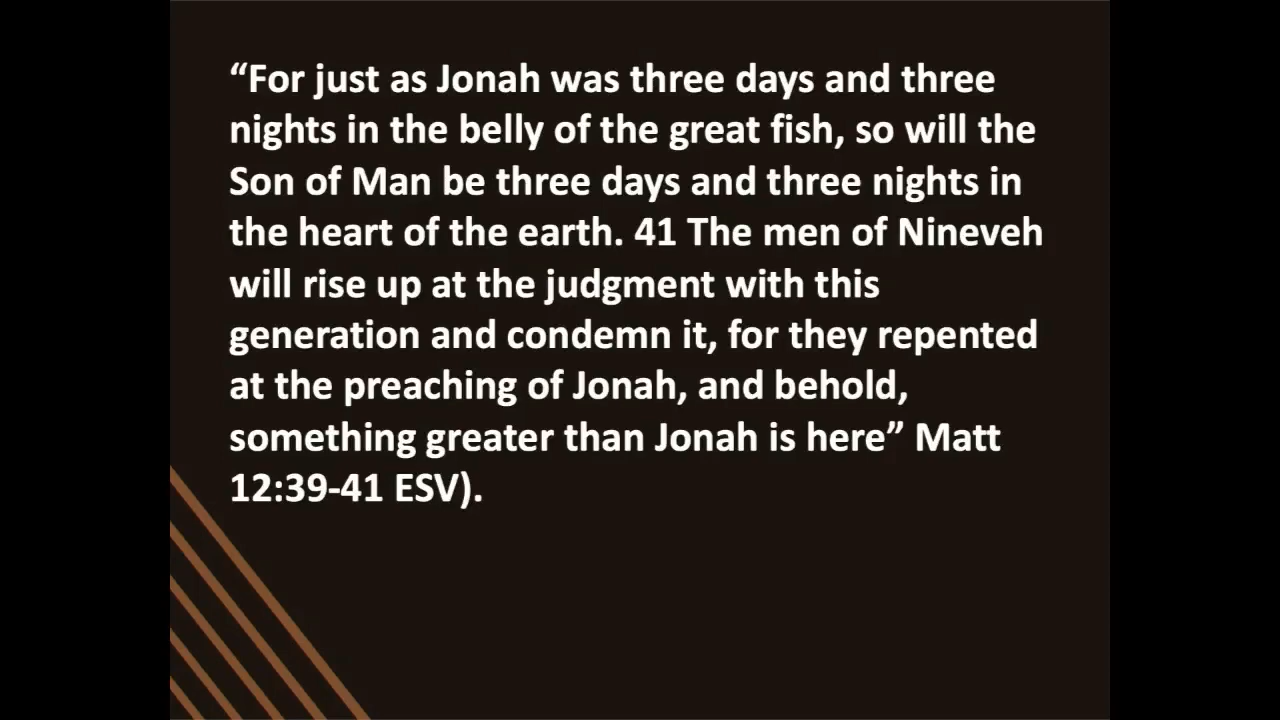 “For just as Jonah was three days and three
nights in the belly of the great fish, so will the
Son of Man be three days and three nights in
the heart of the earth. 41 The men of Nineveh
will rise up at the judgment with this
generation and condemn it, for they repented
at the preaching of Jonah, and behold,
something greater than Jonah is here” Matt
12:39-41 ESV).